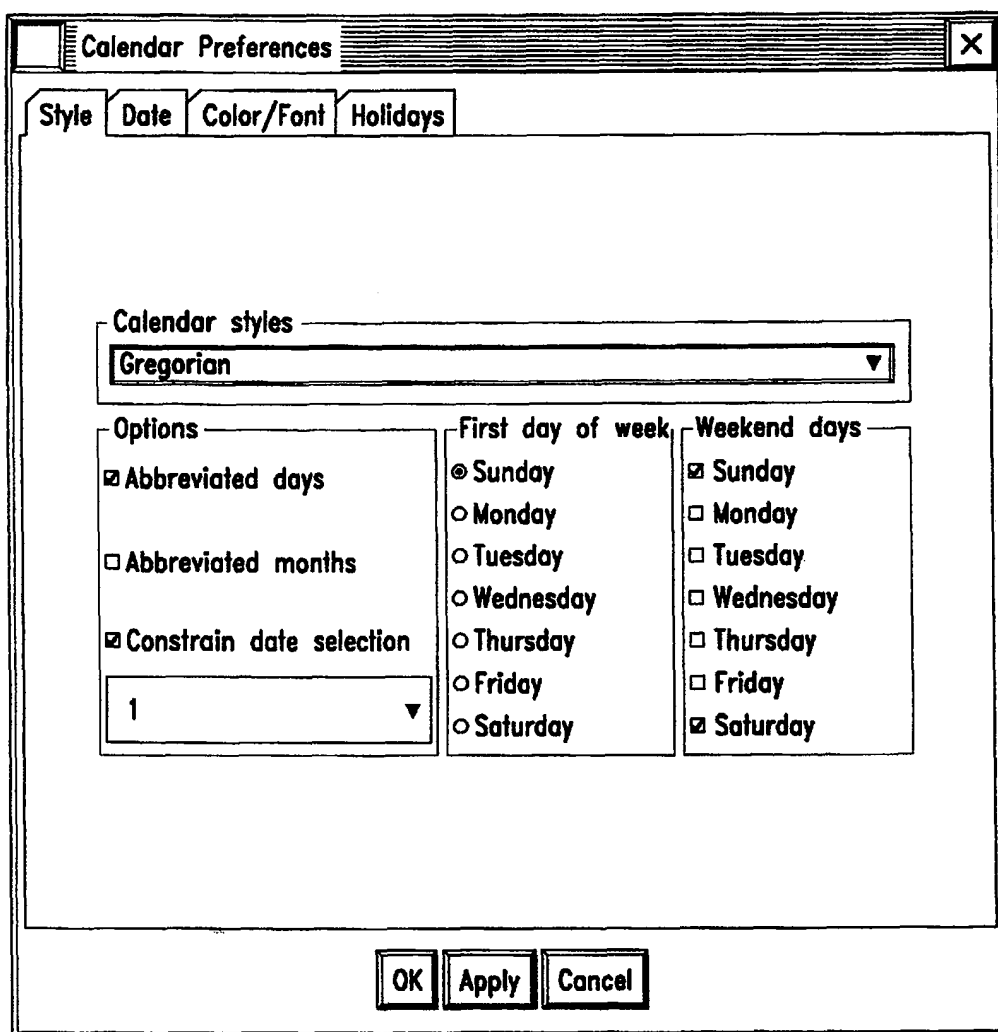 Calendar Preferences
Style Date Color/Font Holidays
Calendar styles
Gregorian
Options
Abbreviated days
Abbreviated months
Constrain date selection
1
First day of week
Sunday
Monday
Tuesday
Wednesday
Thursday
Friday
Saturday
Weekend days
Sunday
Monday
Tuesday
Wednesday
Thursday
Friday
Saturday
OK Apply Cancel